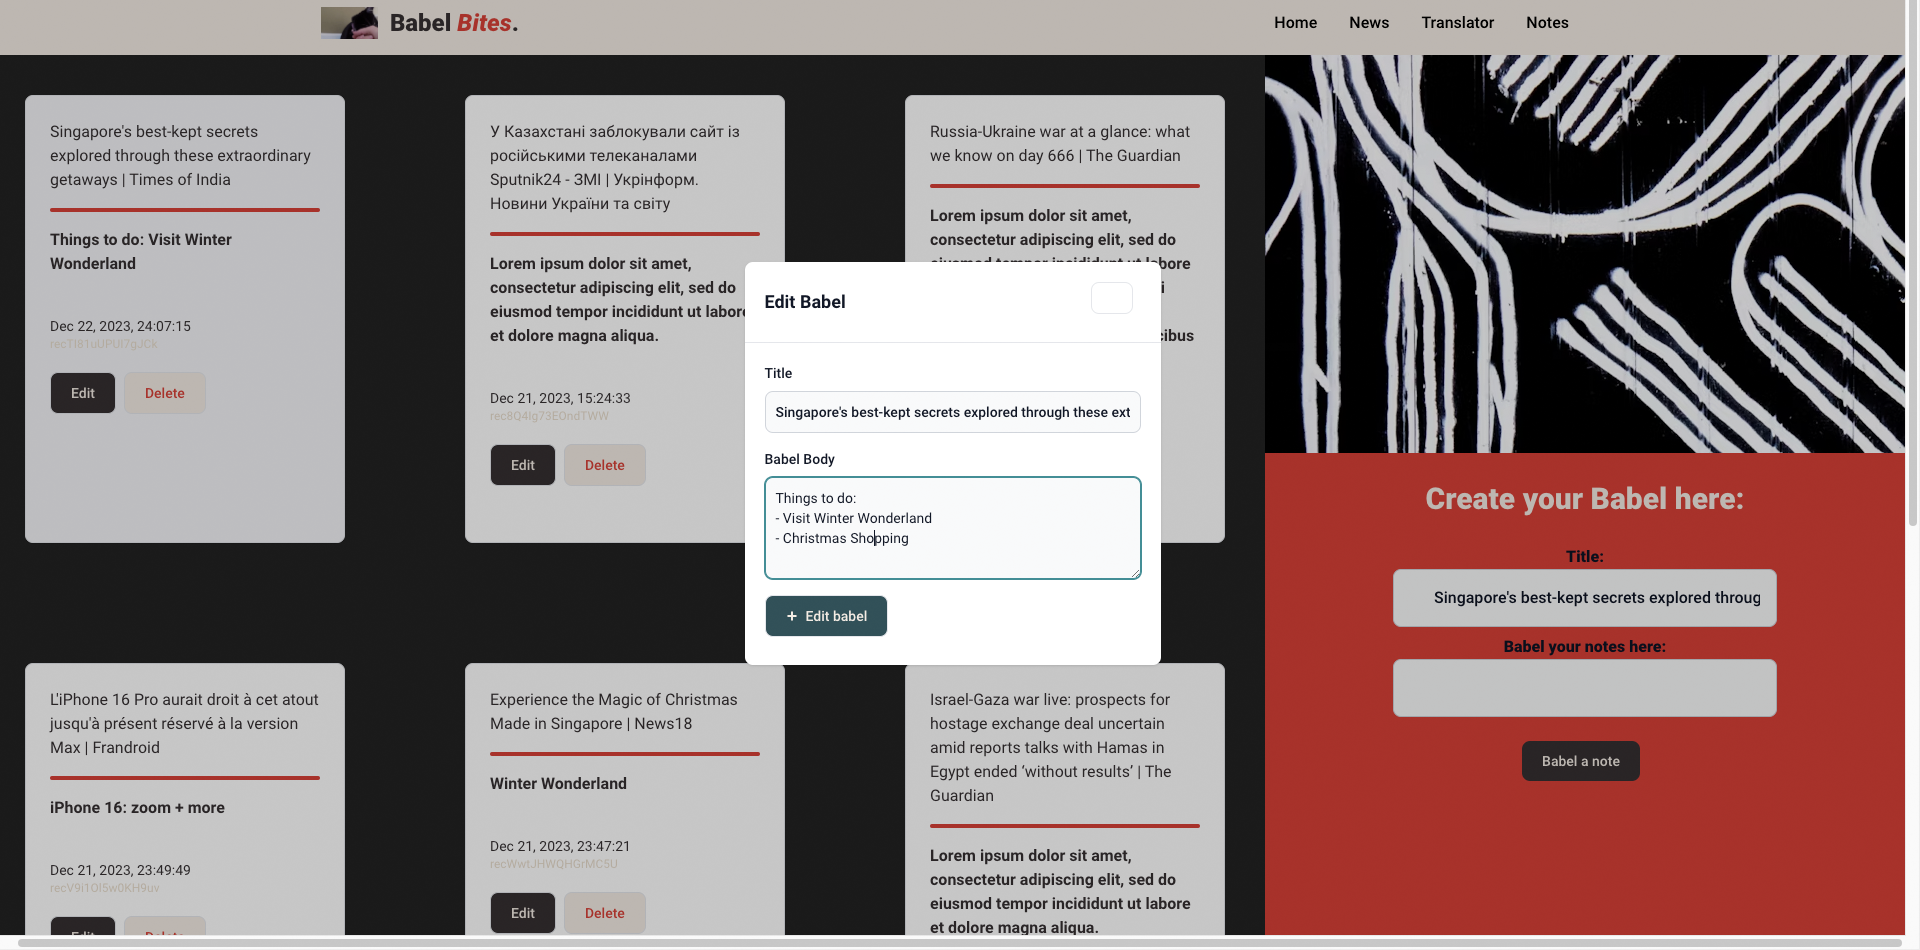 Babel Bites.
Home
News
Translator
Notes
Singapore's best-kept secrets
explored through these extraordinary
getaways | Times of India
Things to do: Visit Winter
Wonderland
Dec 22, 2023, 24:07:15
Edit
Delete
У Казахстані заблокували сайт із
російськими телеканалами
Sputnik24 - ЗМІ | Укрінформ.
Новини України та світу
Lorem ipsum dolor sit amet,
consectetur adipiscing elit, sed do
eiusmod tempor incididunt ut labore
et dolore magna aliqua.
Dec 21, 2023, 15:24:33
rec8Q4Ig73EOndTWW
Edit
Delete
Russia-Ukraine war at a glance: what
we know on day 666 | The Guardian
Lorem ipsum dolor sit amet,
consectetur adipiscing elit, sed do
eiusmod tempor incididunt ut labore
cibus
Edit Babel
Title
Singapore's best-kept secrets explored through these ext
Babel Body
Things to do:
- Visit Winter Wonderland
- Christmas Shopping
+ Edit babel
L'iPhone 16 Pro aurait droit à cet atout
jusqu'à présent réservé à la version
Max | Frandroid
iPhone 16: zoom + more
Dec 21, 2023, 23:49:49
recV9i1Ol5w0KH9uv
Edit
Delete
Experience the Magic of Christmas
Made in Singapore | News18
Winter Wonderland
Dec 21, 2023, 23:47:21
recWwtJHWQHGrMC5U
Edit
Delete
Israel-Gaza war live: prospects for
hostage exchange deal uncertain
amid reports talks with Hamas in
Egypt ended ‘without results’ | The
Guardian
Lorem ipsum dolor sit amet,
consectetur adipiscing elit, sed do
eiusmod tempor incididunt ut labore
et dolore magna aliqua.
Create your Babel here:
Title:
Singapore's best-kept secrets explored throug
Babel your notes here:
Babel a note